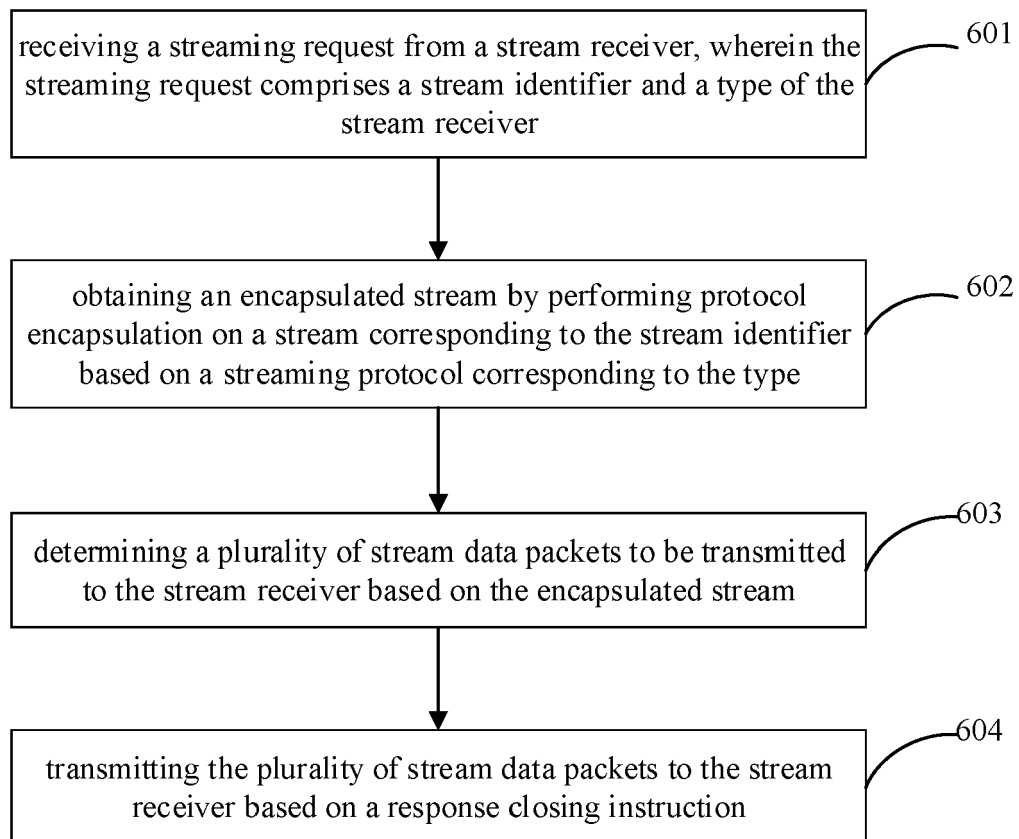 receiving a streaming request from a stream receiver, wherein the
streaming request comprises a stream identifier and a type of the
stream receiver
601
obtaining an encapsulated stream by performing protocol
encapsulation on a stream corresponding to the stream identifier
based on a streaming protocol corresponding to the type
602
determining a plurality of stream data packets to be transmitted
to the stream receiver based on the encapsulated stream
603
transmitting the plurality of stream data packets to the stream
receiver based on a response closing instruction
604